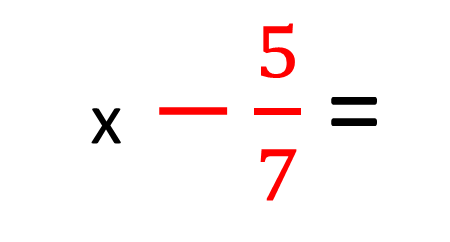 x − 5/7 =